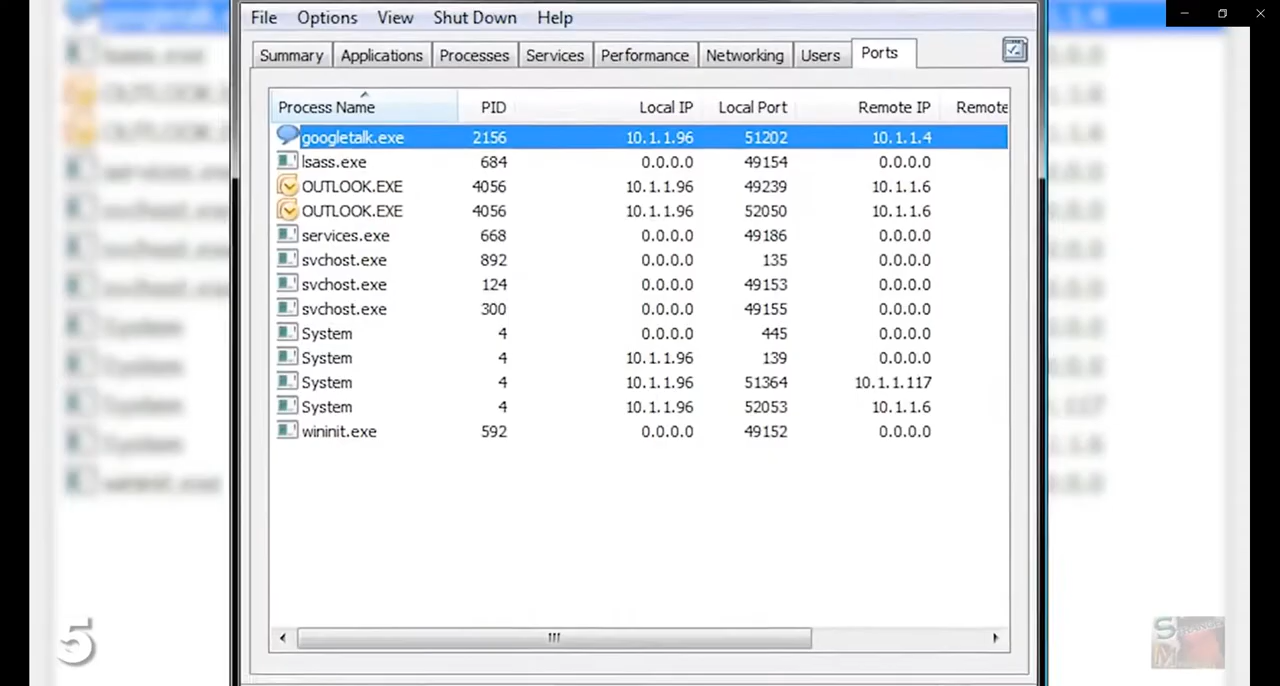 File Options View Shut Down Help
Summary Applications Processes Services Performance Networking Users Ports
Process Name PID Local IP Local Port Remote IP Remote
googletalk.exe 2156 10.1.1.96 51202 10.1.1.4
lsass.exe 684 0.0.0.0 49154 0.0.0.0
OUTLOOK.EXE 4056 10.1.1.96 49239 10.1.1.6
OUTLOOK.EXE 4056 10.1.1.96 52050 10.1.1.6
services.exe 668 0.0.0.0 49186 0.0.0.0
svchost.exe 892 0.0.0.0 135 0.0.0.0
svchost.exe 124 0.0.0.0 49153 0.0.0.0
svchost.exe 300 0.0.0.0 49155 0.0.0.0
System 4 0.0.0.0 445 0.0.0.0
System 4 10.1.1.96 139 0.0.0.0
System 4 10.1.1.96 51364 10.1.1.117
System 4 10.1.1.96 52053 10.1.1.6
wininit.exe 592 0.0.0.0 49152 0.0.0.0
5